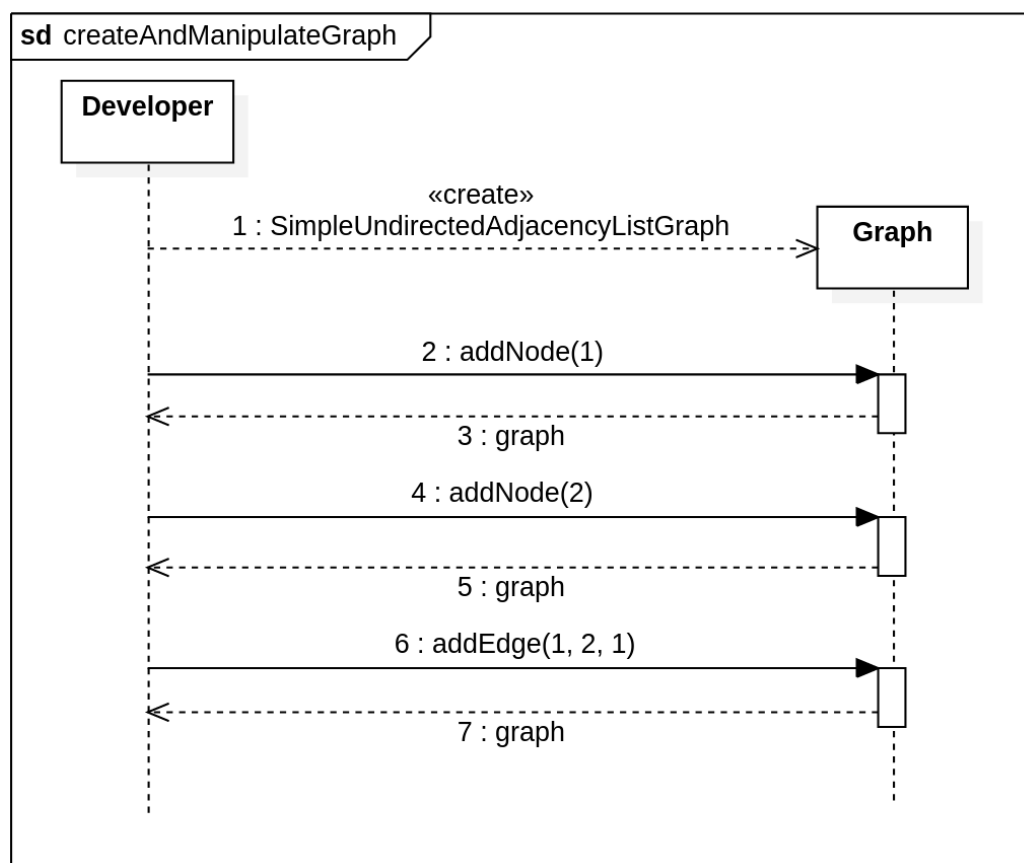 sd createAndManipulateGraph
Developer
«create»
1 : SimpleUndirectedAdjacencyListGraph
Graph
2 : addNode(1)
3 : graph
4 : addNode(2)
5 : graph
6 : addEdge(1, 2, 1)
7 : graph